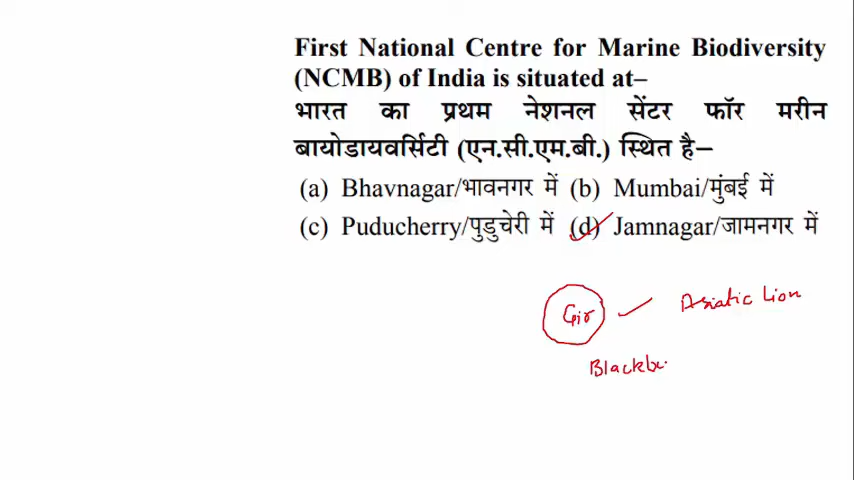 First National Centre for Marine Biodiversity
(NCMB) of India is situated at–
भारत का प्रथम नेशनल सेंटर फॉर मरीन
बायोडायवर्सिटी (एन.सी.एम.बी.) स्थित है–
(a) Bhavnagar/भावनगर में (b) Mumbai/मुंबई में
(c) Puducherry/पुडुचेरी में (d) Jamnagar/जामनगर में
Gir Asiatic Lion
Blackbu